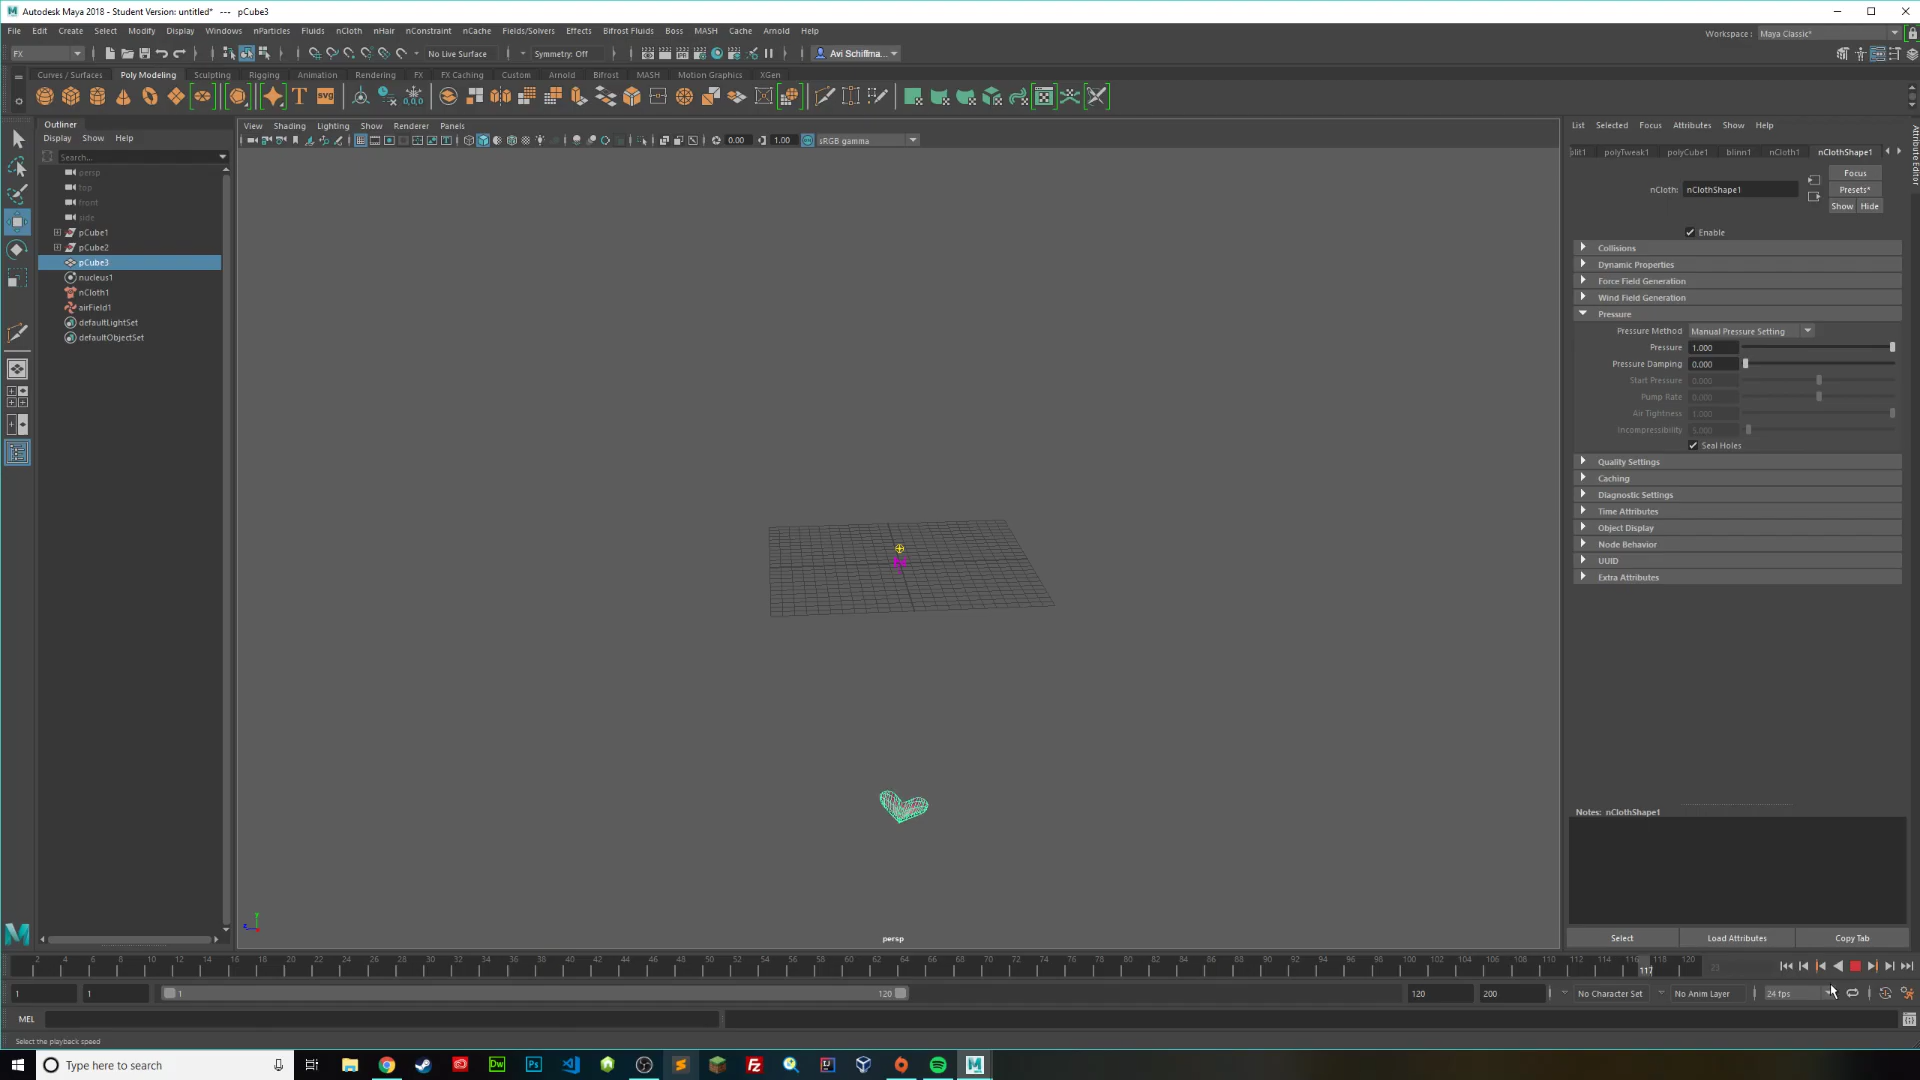 Autodesk Maya 2018 - Student Version: untitled*   ---   pCube3
File Edit Create Select Modify Display Windows nParticles Fluids nCloth nHair nConstraint nCache Fields/Solvers Effects Bifrost Fluids Boss MASH Cache Arnold Help
Workspace : Maya Classic*
FX No Live Surface Symmetry: Off Avi Schiffma...
Curves / Surfaces Poly Modeling Sculpting Rigging Animation Rendering FX FX Caching Custom Arnold Bifrost MASH Motion Graphics XGen
T SVG 0,0,0
Outliner
Display Show Help
Search...
persp
top
front
side
pCube1
pCube2
pCube3
nucleus1
nCloth1
airField1
defaultLightSet
defaultObjectSet
View Shading Lighting Show Renderer Panels
0.00 1.00 sRGB gamma
persp
List Selected Focus Attributes Show Help
Attribute Editor
plit1 polyTweak1 polyCube1 blinn1 nCloth1 nClothShape1
Focus
nCloth: nClothShape1 Presets*
Show Hide
Enable
Collisions
Dynamic Properties
Force Field Generation
Wind Field Generation
Pressure
Pressure Method Manual Pressure Setting
Pressure 1.000
Pressure Damping 0.000
Start Pressure 0.000
Pump Rate 0.000
Air Tightness 1.000
Incompressibility 5.000
Seal Holes
Quality Settings
Caching
Diagnostic Settings
Time Attributes
Object Display
Node Behavior
UUID
Extra Attributes
Notes: nClothShape1
Select Load Attributes Copy Tab
2 4 6 8 10 12 14 16 18 20 22 24 26 28 30 32 34 36 38 40 42 44 46 48 50 52 54 56 58 60 62 64 66 68 70 72 74 76 78 80 82 84 86 88 90 92 94 96 98 100 102 104 106 108 110 112 114 116 118 120
117
1 1 1 120 120 200 No Character Set No Anim Layer 24 fps
MEL
Select the playback speed
Type here to search
Dw Ps FZ IJ M